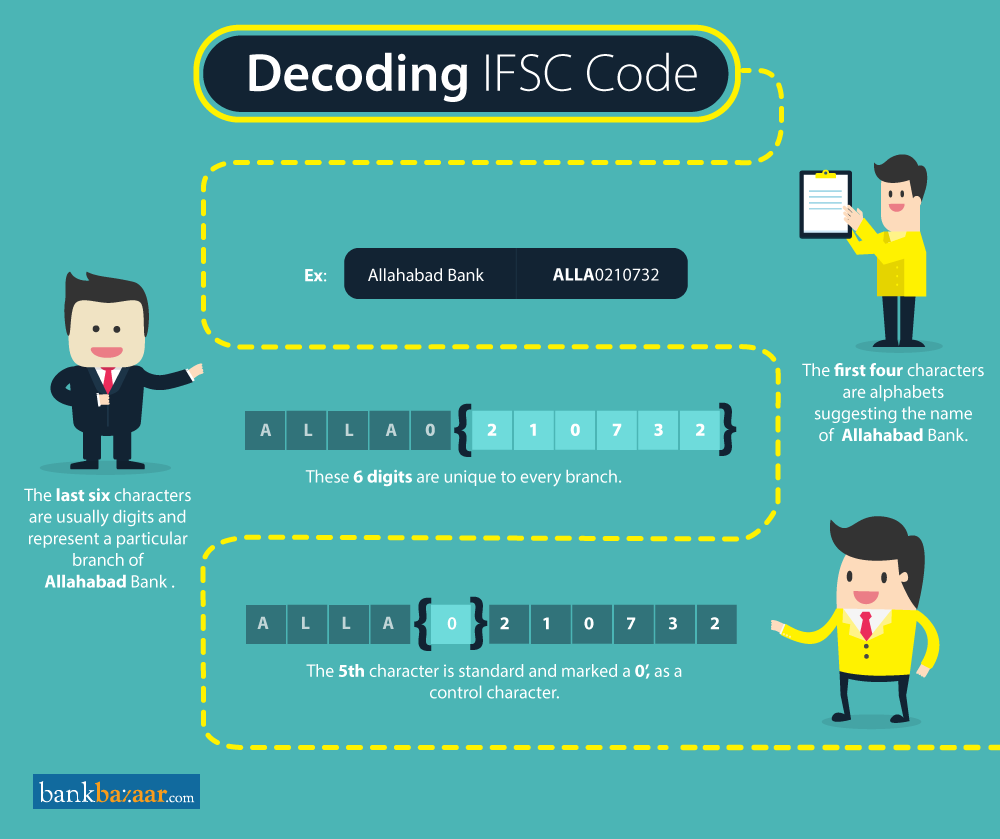 Decoding IFSC Code
Ex: Allahabad Bank ALLA0210732
The first four characters
are alphabets
suggesting the name
of Allahabad Bank.
A L L A 0 { 2 1 0 7 3 2 }
These 6 digits are unique to every branch.
The last six characters
are usually digits and
represent a particular
branch of
Allahabad Bank .
A L L A { 0 } 2 1 0 7 3 2
The 5th character is standard and marked a 0’, as a
control character.
bankbazaar.com